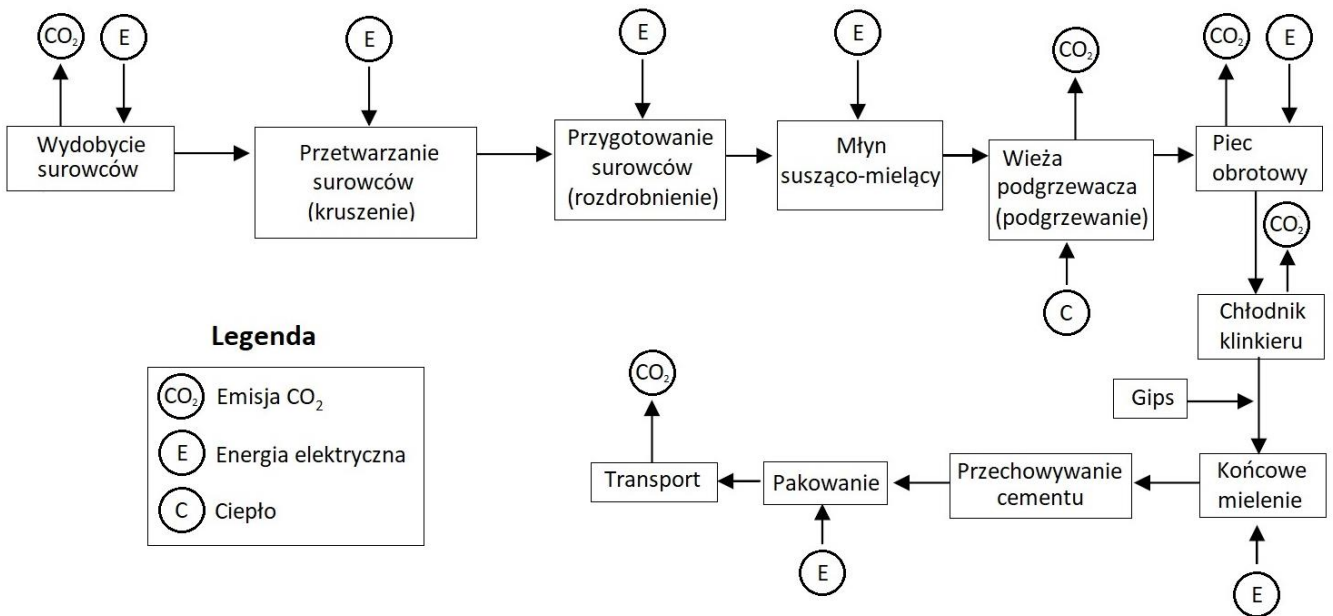 CO₂
E
E
E
E
CO₂
CO₂
E
Wydobycie
surowców
Przetwarzanie
surowców
(kruszenie)
Przygotowanie
surowców
(rozdrobnienie)
Młyn
susząco-mielący
Wieża
podgrzewacza
(podgrzewanie)
Piec
obrotowy
CO₂
C
Chłodnik
klinkieru
Gips
Końcowe
mielenie
E
Przechowywanie
cementu
Pakowanie
E
Transport
CO₂
Legenda
CO₂ Emisja CO₂
E Energia elektryczna
C Ciepło